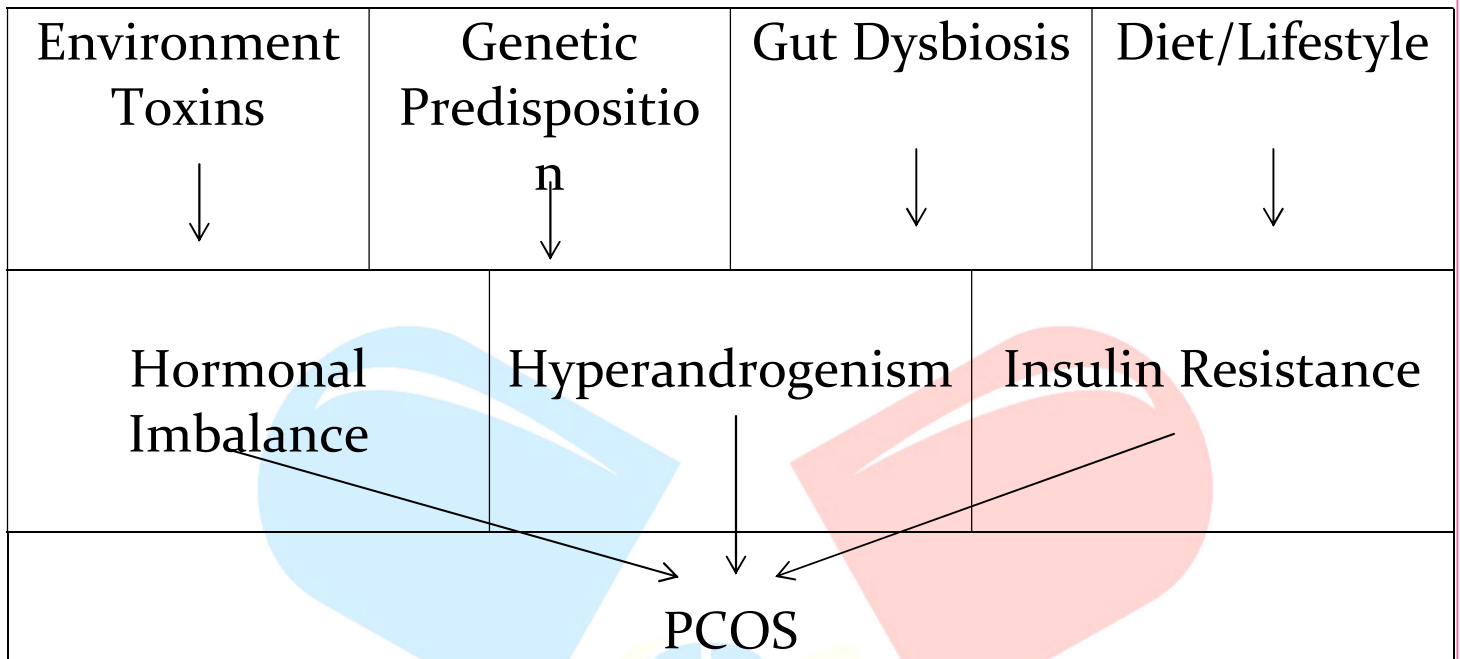 Environment Genetic Gut Dysbiosis Diet/Lifestyle
Toxins Predispositio
n
Hormonal Hyperandrogenism Insulin Resistance
Imbalance
PCOS